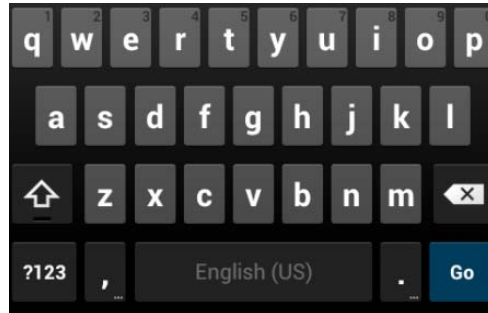 1 2 3 4 5 6 7 8 9
q w e r t y u i o p
a s d f g h j k l
z x c v b n m
?123 , ... English (US) . ... Go